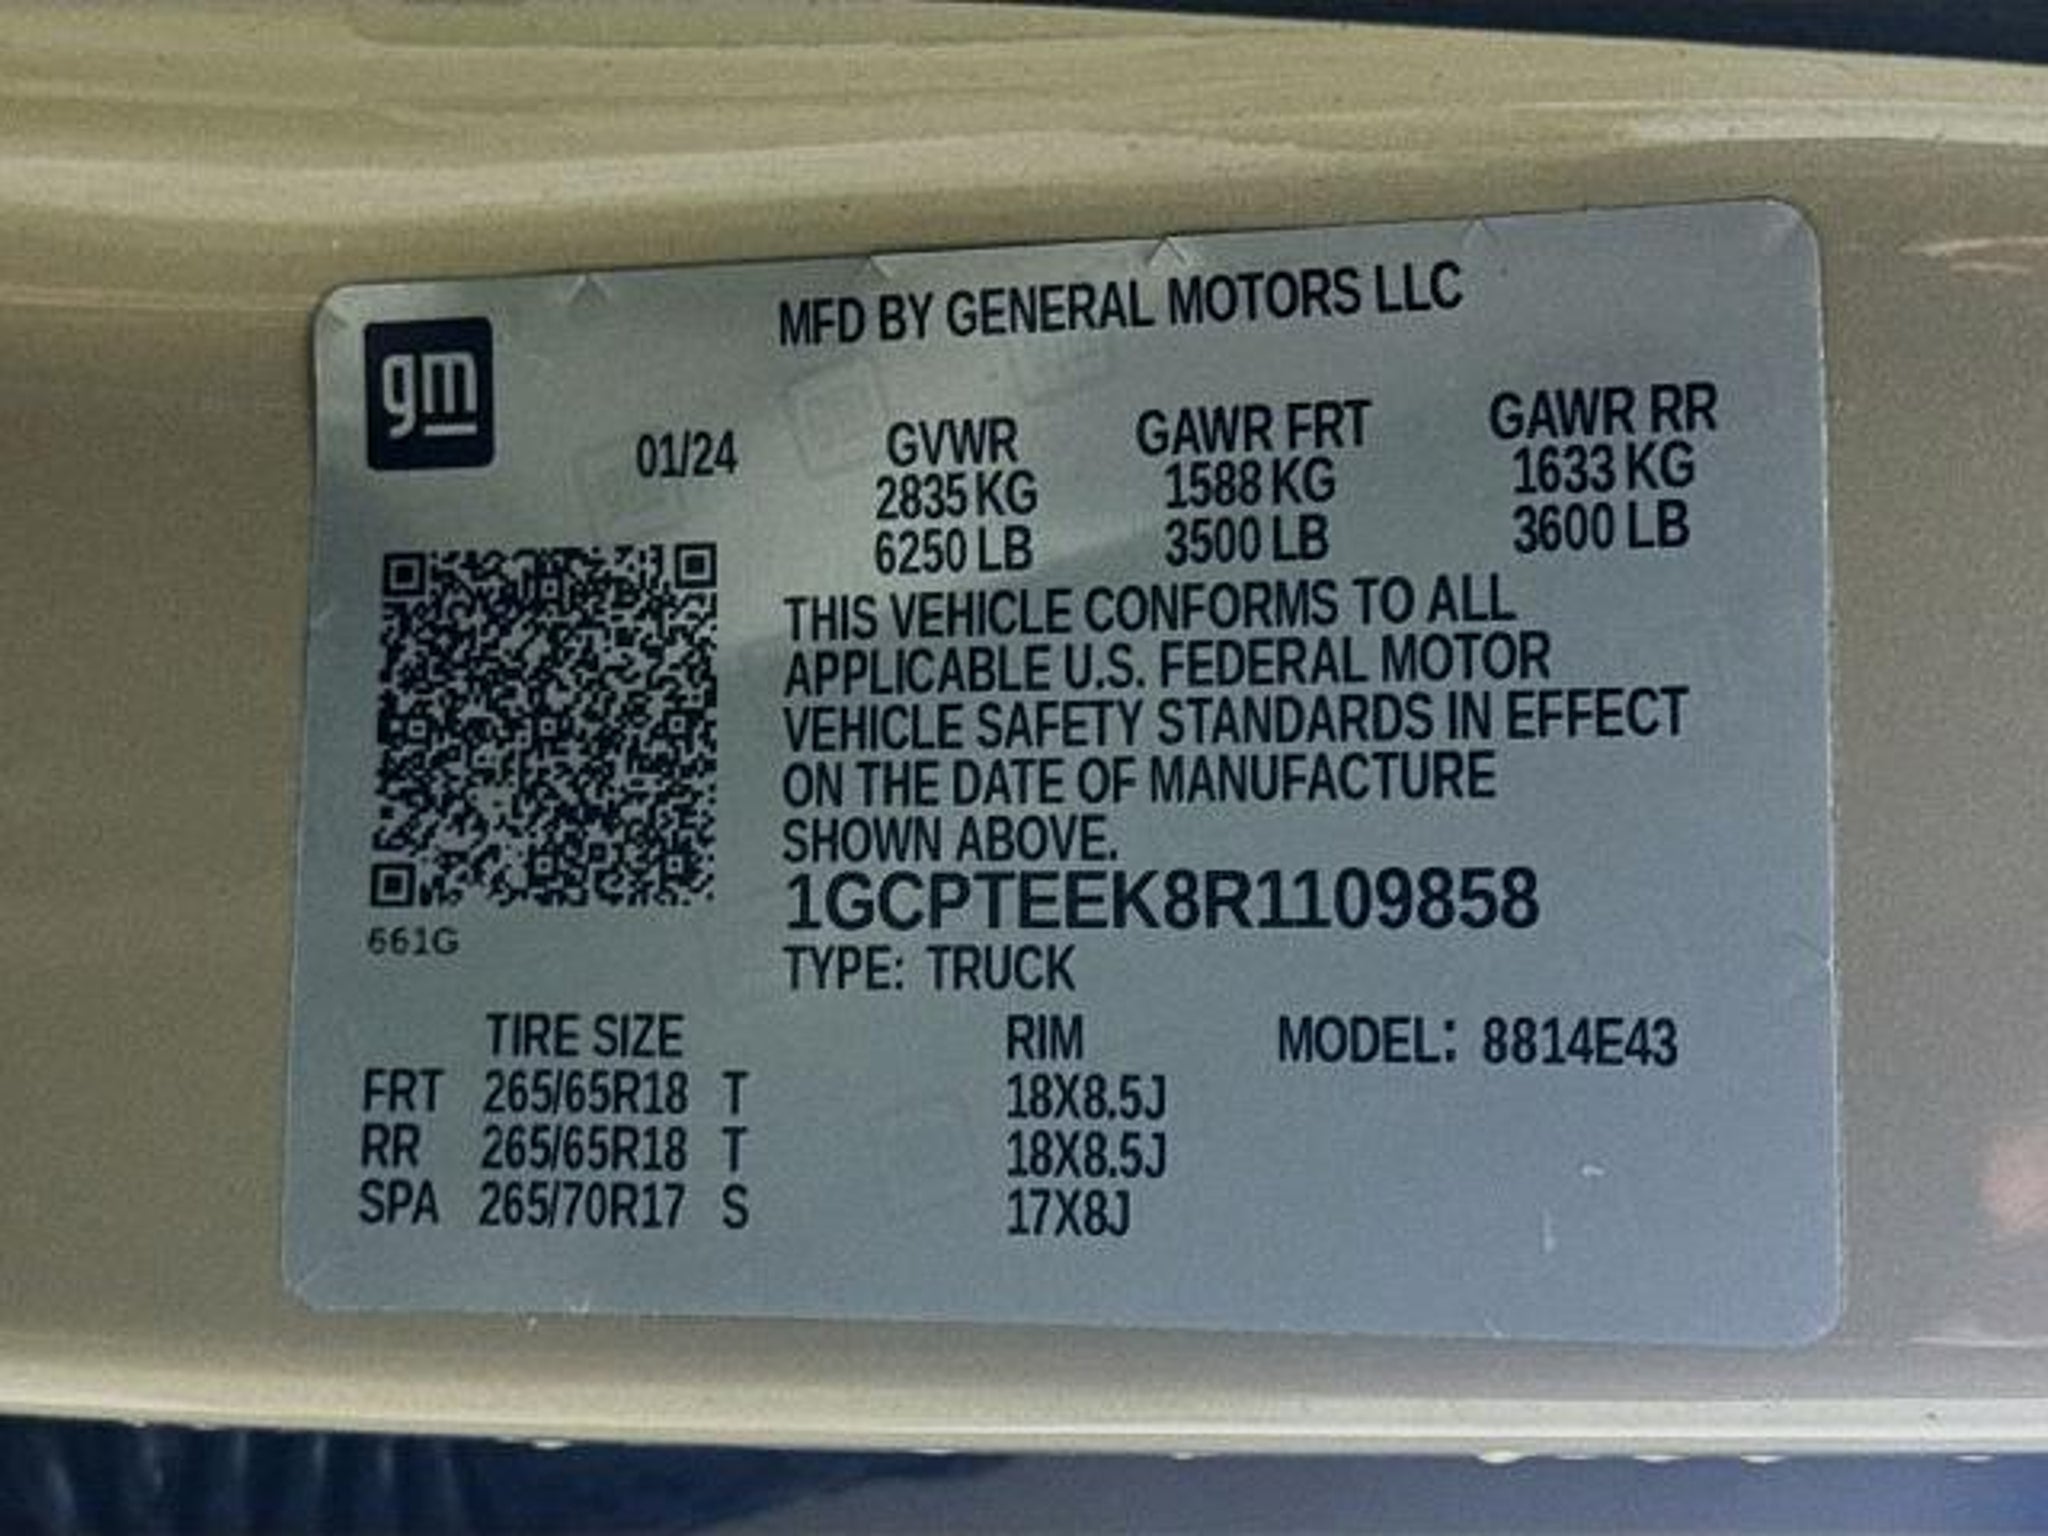 gm
MFD BY GENERAL MOTORS LLC
01/24 GVWR GAWR FRT GAWR RR
2835 KG 1588 KG 1633 KG
6250 LB 3500 LB 3600 LB
THIS VEHICLE CONFORMS TO ALL
APPLICABLE U.S. FEDERAL MOTOR
VEHICLE SAFETY STANDARDS IN EFFECT
ON THE DATE OF MANUFACTURE
SHOWN ABOVE.
1GCPTEEK8R1109858
661G
TYPE: TRUCK
TIRE SIZE RIM MODEL: 8814E43
FRT 265/65R18 T 18X8.5J
RR 265/65R18 T 18X8.5J
SPA 265/70R17 S 17X8J